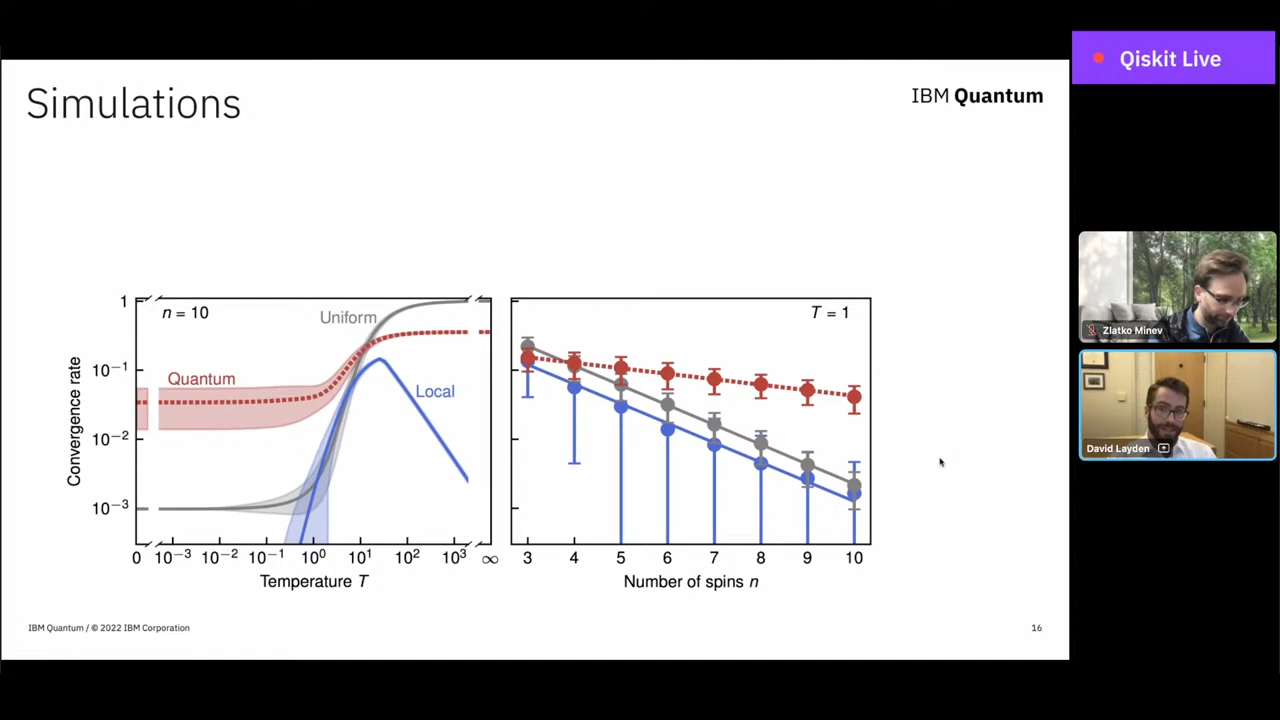 Qiskit Live
Simulations
IBM Quantum
n = 10
Uniform
Quantum
Local
Convergence rate
1
10⁻¹
10⁻²
10⁻³
0 10⁻³ 10⁻² 10⁻¹ 10⁰ 10¹ 10² 10³ ∞
Temperature T
T = 1
3 4 5 6 7 8 9 10
Number of spins n
IBM Quantum / © 2022 IBM Corporation
16
Zlatko Minev
David Layden